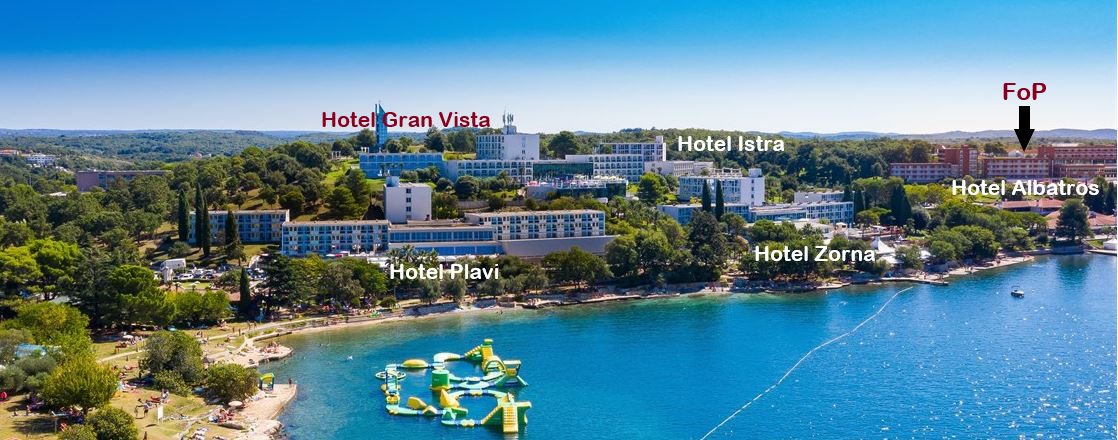 FoP
Hotel Gran Vista
Hotel Istra
Hotel Albatros
Hotel Zorna
Hotel Plavi